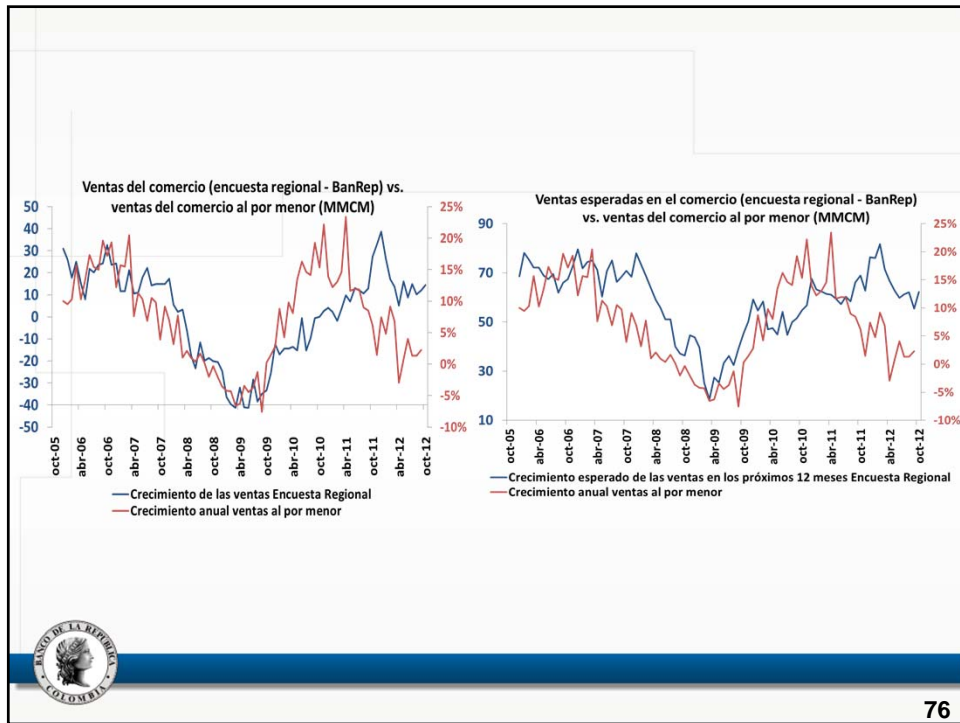 Ventas del comercio (encuesta regional - BanRep) vs.
ventas del comercio al por menor (MMCM)
50
40
30
20
10
0
-10
-20
-30
-40
-50
25%
20%
15%
10%
5%
0%
-5%
-10%
oct-05
abr-06
oct-06
abr-07
oct-07
abr-08
oct-08
abr-09
oct-09
abr-10
oct-10
abr-11
oct-11
abr-12
oct-12
Crecimiento de las ventas Encuesta Regional
Crecimiento anual ventas al por menor
Ventas esperadas en el comercio (encuesta regional - BanRep)
vs. ventas del comercio al por menor (MMCM)
90
70
50
30
10
25%
20%
15%
10%
5%
0%
-5%
-10%
oct-05
abr-06
oct-06
abr-07
oct-07
abr-08
oct-08
abr-09
oct-09
abr-10
oct-10
abr-11
oct-11
abr-12
oct-12
Crecimiento esperado de las ventas en los próximos 12 meses Encuesta Regional
Crecimiento anual ventas al por menor
BANCO DE LA REPUBLICA
COLOMBIA
76